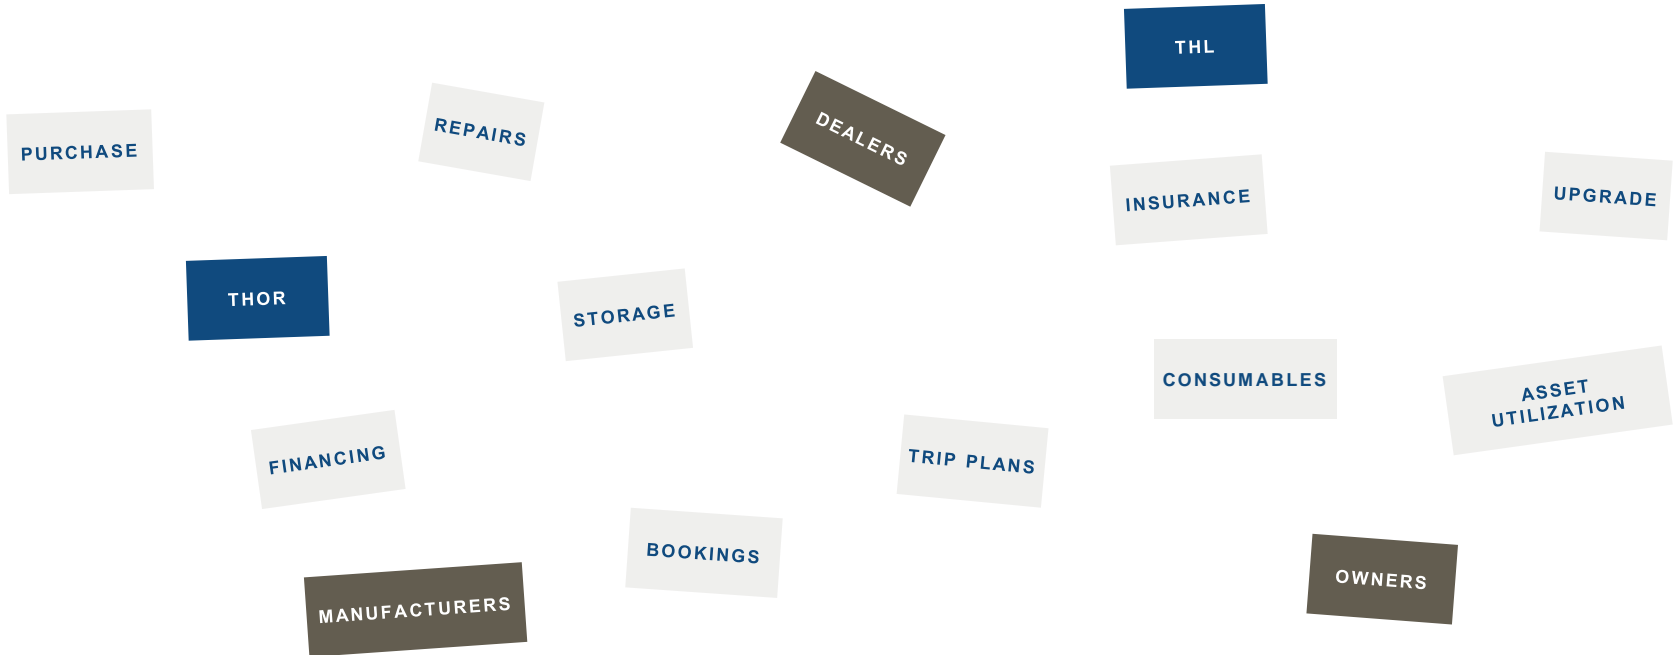 THL
DEALERS
REPAIRS
PURCHASE
INSURANCE
UPGRADE
THOR
STORAGE
CONSUMABLES
ASSET
UTILIZATION
FINANCING
TRIP PLANS
BOOKINGS
OWNERS
MANUFACTURERS